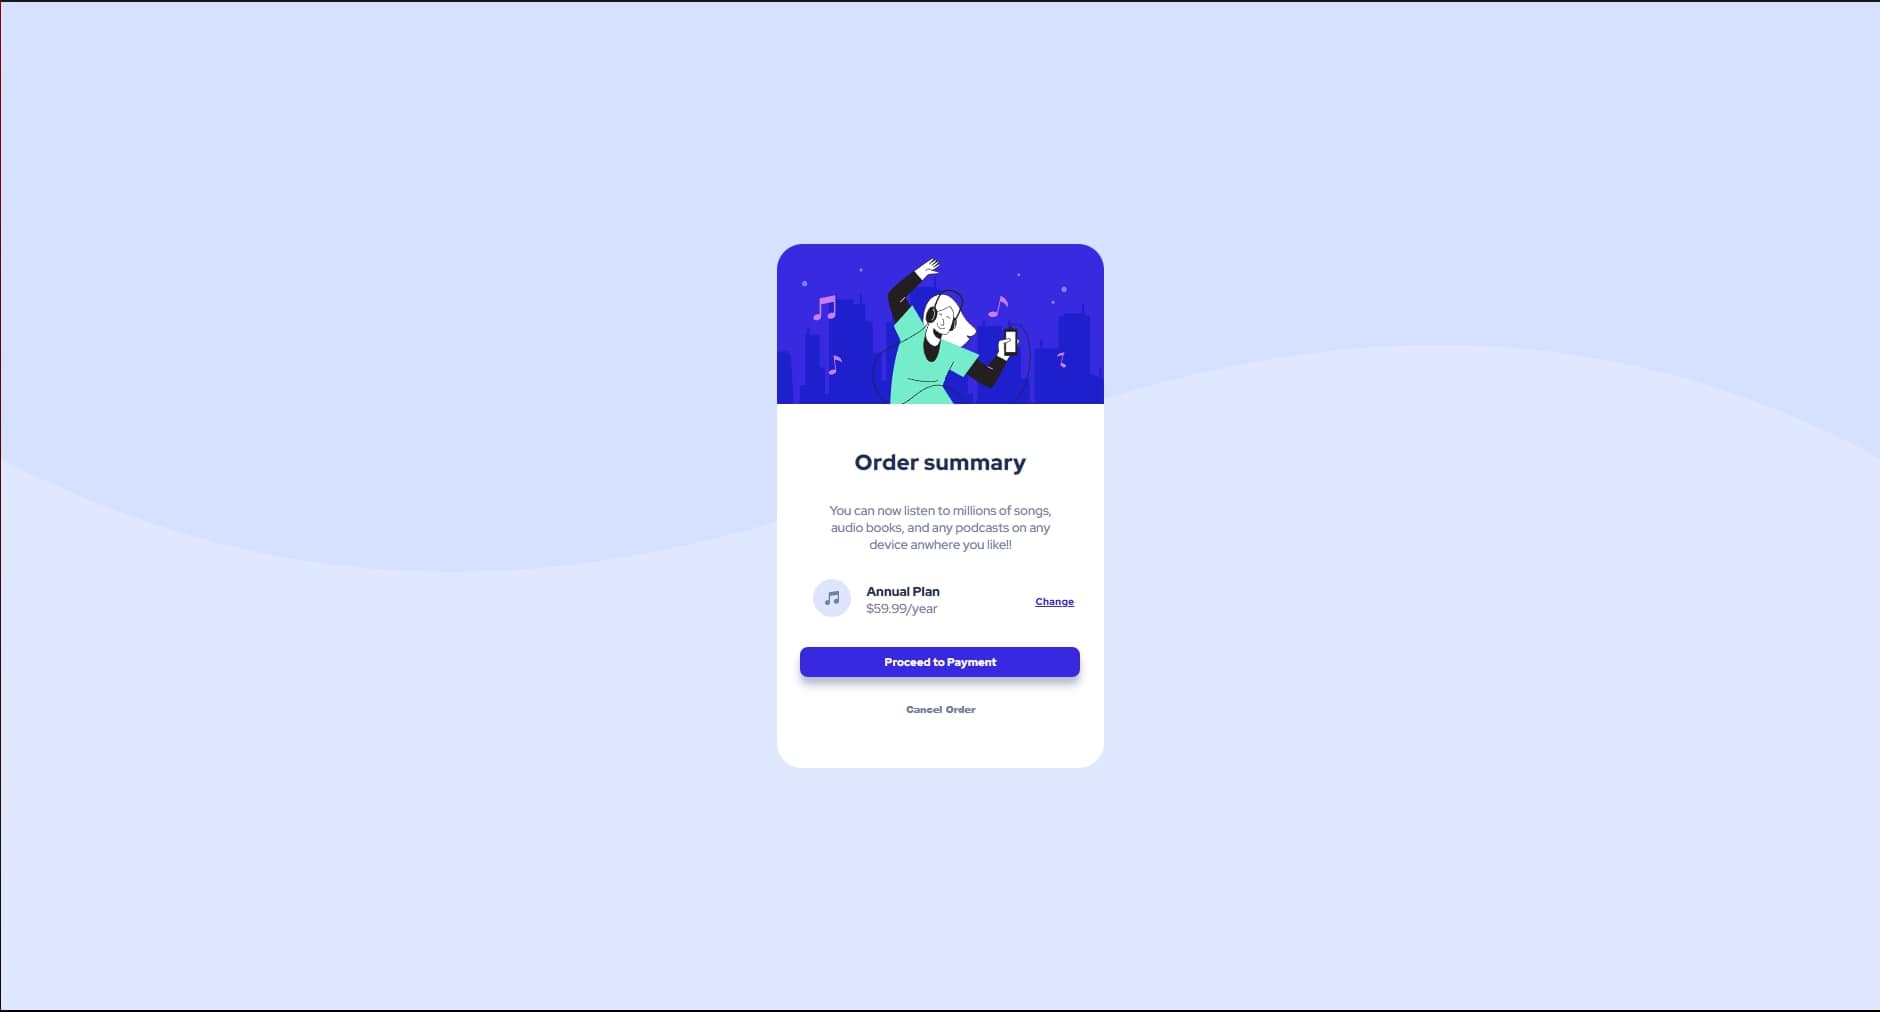 Order summary
You can now listen to millions of songs,
audio books, and any podcasts on any
device anwhere you like!!
Annual Plan
$59.99/year
Change
Proceed to Payment
Cancel Order